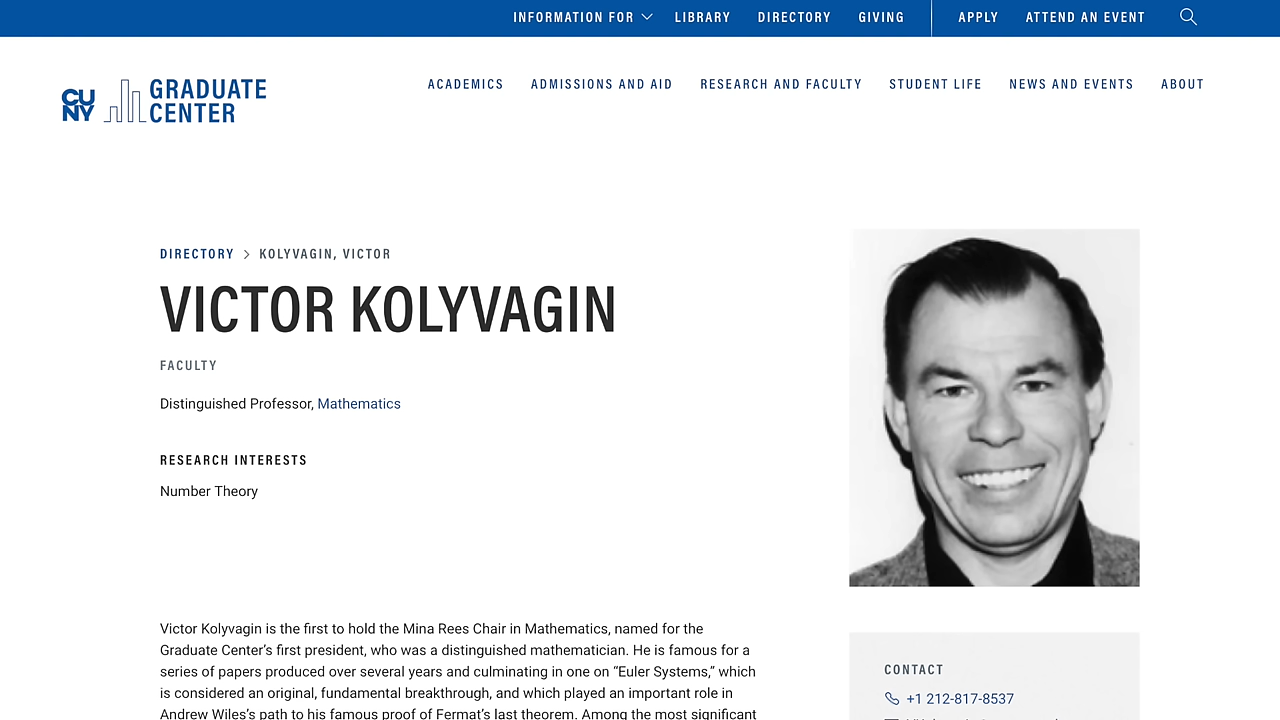 INFORMATION FOR LIBRARY DIRECTORY GIVING APPLY ATTEND AN EVENT
CU
NY
GRADUATE
CENTER
ACADEMICS ADMISSIONS AND AID RESEARCH AND FACULTY STUDENT LIFE NEWS AND EVENTS ABOUT
DIRECTORY > KOLYVAGIN, VICTOR
VICTOR KOLYVAGIN
FACULTY
Distinguished Professor, Mathematics
RESEARCH INTERESTS
Number Theory
Victor Kolyvagin is the first to hold the Mina Rees Chair in Mathematics, named for the
Graduate Center’s first president, who was a distinguished mathematician. He is famous for a
series of papers produced over several years and culminating in one on “Euler Systems,” which
is considered an original, fundamental breakthrough, and which played an important role in
Andrew Wiles’s path to his famous proof of Fermat’s last theorem. Among the most significant
CONTACT
+1 212-817-8537